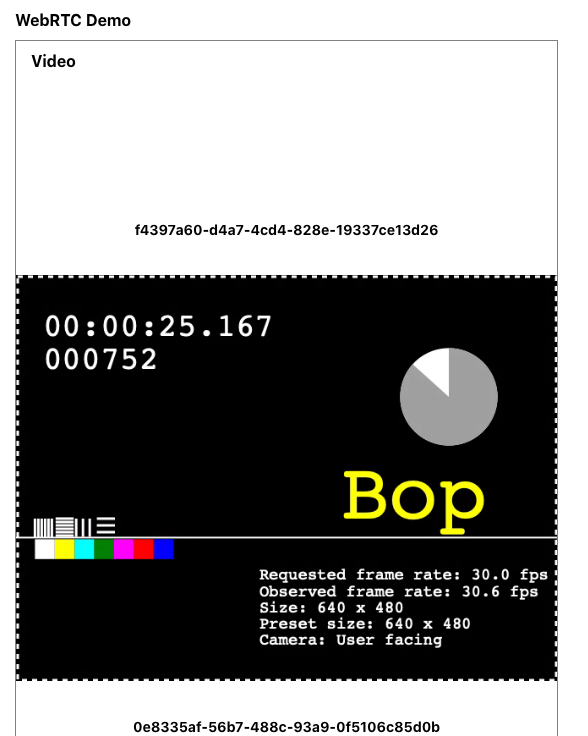 WebRTC Demo
Video
f4397a60-d4a7-4cd4-828e-19337ce13d26
00:00:25.167
000752
Bop
Requested frame rate: 30.0 fps
Observed frame rate: 30.6 fps
Size: 640 x 480
Preset size: 640 x 480
Camera: User facing
0e8335af-56b7-488c-93a9-0f5106c85d0b